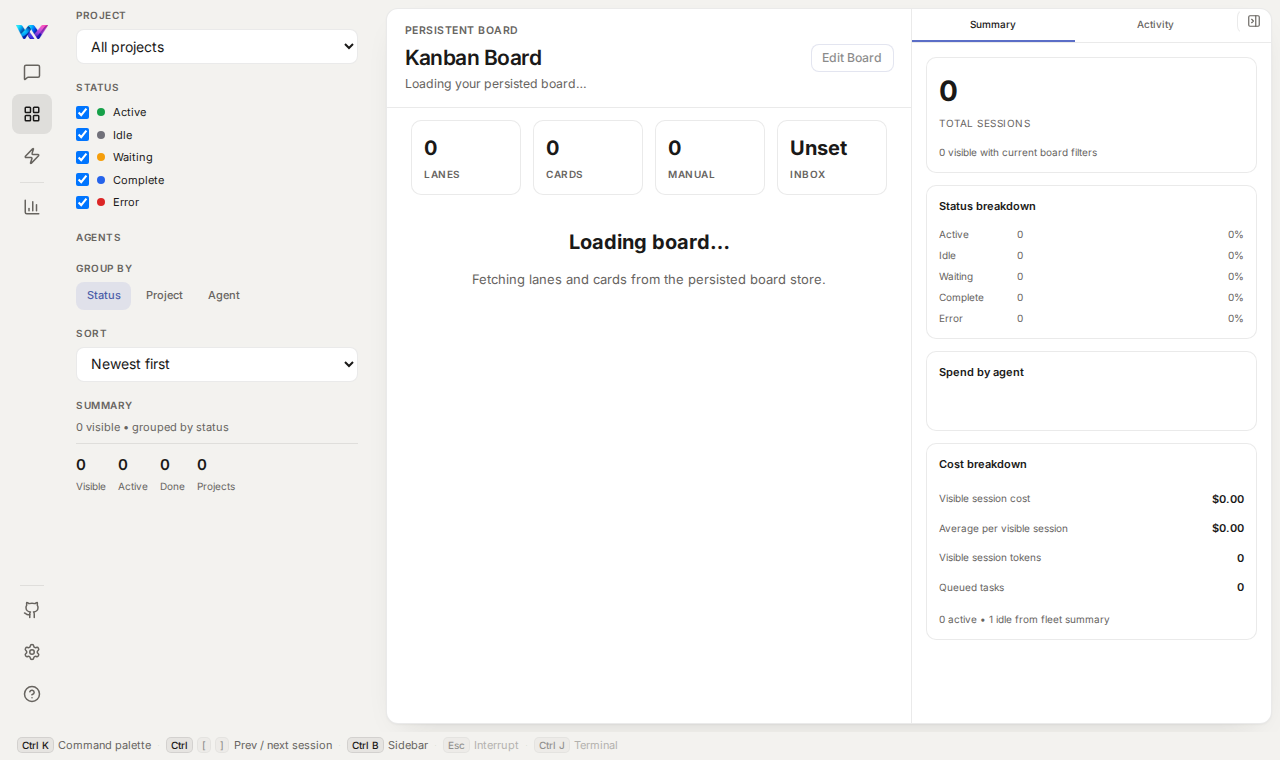 PROJECT
All projects
STATUS
Active
Idle
Waiting
Complete
Error
AGENTS
GROUP BY
Status Project Agent
SORT
Newest first
SUMMARY
0 visible • grouped by status
0 0 0 0
Visible Active Done Projects
PERSISTENT BOARD
Kanban Board
Edit Board
Loading your persisted board...
0 0 0 Unset
LANES CARDS MANUAL INBOX
Loading board...
Fetching lanes and cards from the persisted board store.
Summary Activity
0
TOTAL SESSIONS
0 visible with current board filters
Status breakdown
Active 0 0%
Idle 0 0%
Waiting 0 0%
Complete 0 0%
Error 0 0%
Spend by agent
Cost breakdown
Visible session cost $0.00
Average per visible session $0.00
Visible session tokens 0
Queued tasks 0
0 active • 1 idle from fleet summary
Ctrl K Command palette Ctrl [ ] Prev / next session Ctrl B Sidebar Esc Interrupt Ctrl J Terminal